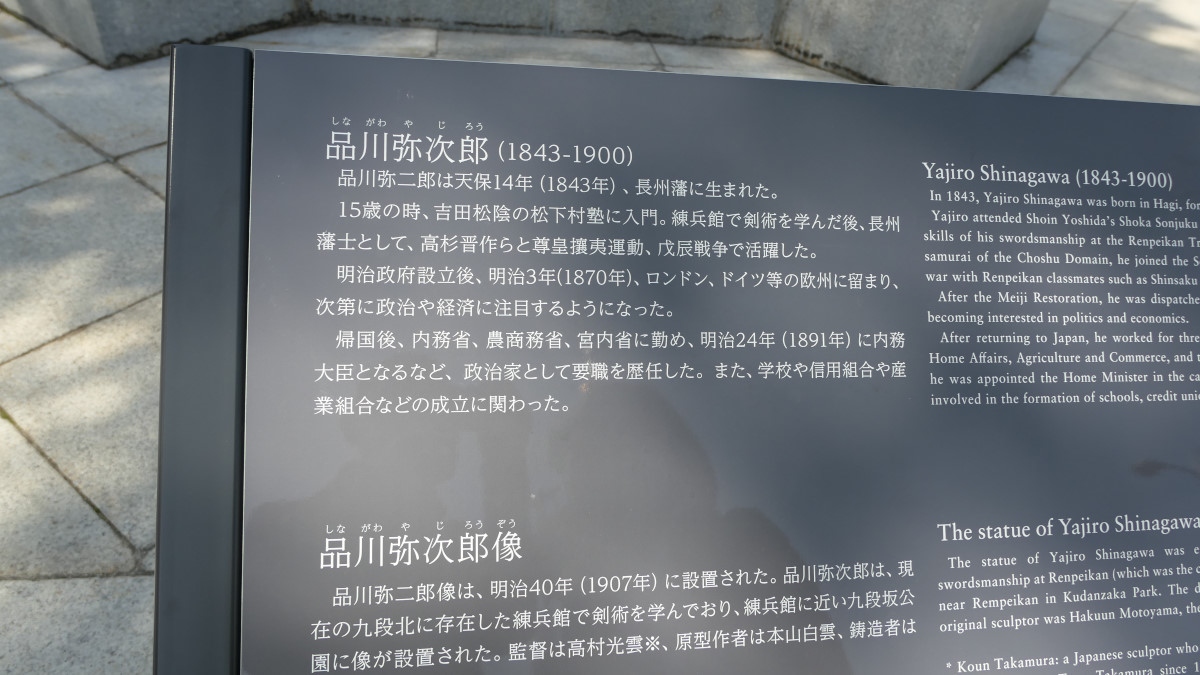 しな がわ や じ ろう
品川弥次郎 (1843-1900)
品川弥二郎は天保14年(1843年)、長州藩に生まれた。
15歳の時、吉田松陰の松下村塾に入門。練兵館で剣術を学んだ後、長州
藩士として、高杉晋作らと尊皇攘夷運動、戊辰戦争で活躍した。
明治政府設立後、明治3年(1870年)、ロンドン、ドイツ等の欧州に留まり、
次第に政治や経済に注目するようになった。
帰国後、内務省、農商務省、宮内省に勤め、明治24年(1891年)に内務
大臣となるなど、政治家として要職を歴任した。また、学校や信用組合や産
業組合などの成立に関わった。
しな がわ や じ ろう ぞう
品川弥次郎像
品川弥二郎像は、明治40年(1907年)に設置された。品川弥次郎は、現
在の九段北に存在した練兵館で剣術を学んでおり、練兵館に近い九段坂公
園に像が設置された。監督は高村光雲※、原型作者は本山白雲、鋳造者は
Yajiro Shinagawa (1843-1900)
In 1843, Yajiro Shinagawa was born in Hagi,
Yajiro attended Shoin Yoshida's Shoka Sonjuku
skills of his swordsmanship at the Renpeikan
samurai of the Choshu Domain, he joined the
war with Renpeikan classmates such as Shinsaku
After the Meiji Restoration, he was dispatche
becoming interested in politics and economics.
After returning to Japan, he worked for
Home Affairs, Agriculture and Commerce, and
he was appointed the Home Minister in the
involved in the formation of schools, credit
The statue of Yajiro Shinagawa
The statue of Yajiro Shinagawa was
swordsmanship at Renpeikan (which was the
near Rempeikan in Kudanzaka Park. The
original sculptor was Hakuun Motoyama, the
* Koun Takamura: a Japanese sculptor who
Takamura since